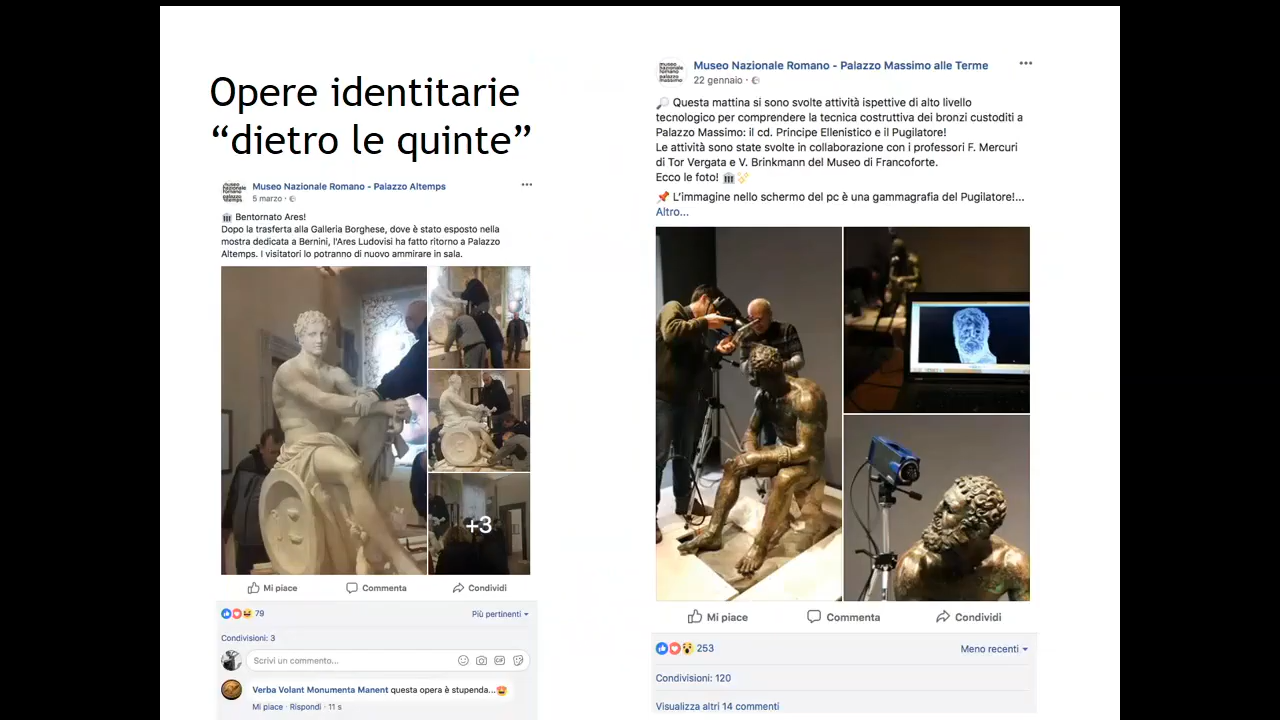 Opere identitarie
“dietro le quinte”
Museo Nazionale Romano - Palazzo Altemps
5 marzo ·
🏛 Bentornato Ares!
Dopo la trasferta alla Galleria Borghese, dove è stato esposto nella
mostra dedicata a Bernini, l'Ares Ludovisi ha fatto ritorno a Palazzo
Altemps. I visitatori lo potranno di nuovo ammirire in sala.
+3
Mi piace Commenta Condividi
79 Più pertinenti
Condivisioni: 3
Scrivi un commento...
GIF
Verba Volant Monumenta Manent questa opera è stupenda...😍
Mi piace · Rispondi · 11 s
museo
nazionale
romano
palazzo
massimo
Museo Nazionale Romano - Palazzo Massimo alle Terme
22 gennaio ·
🔎 Questa mattina si sono svolte attività ispettive di alto livello
tecnologico per comprendere la tecnica costruttiva dei bronzi custoditi a
Palazzo Massimo: il cd. Principe Ellenistico e il Pugilatore!
Le attività sono state svolte in collaborazione con i professori F. Mercuri
di Tor Vergata e V. Brinkmann del Museo di Francoforte.
Ecco le foto! 🏛✨
📌 L'immagine nello schermo del pc è una gammagrafia del Pugilatore!...
Altro...
Mi piace Commenta Condividi
253 Meno recenti
Condivisioni: 120
Visualizza altri 14 commenti